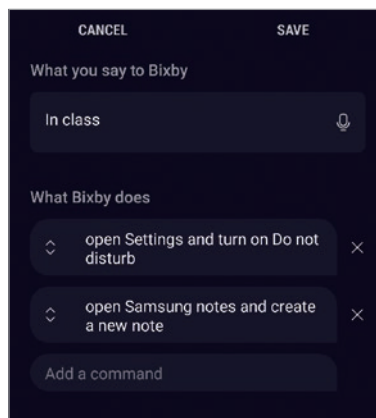 CANCEL SAVE
What you say to Bixby
In class
What Bixby does
open Settings and turn on Do not
disturb
open Samsung notes and create
a new note
Add a command